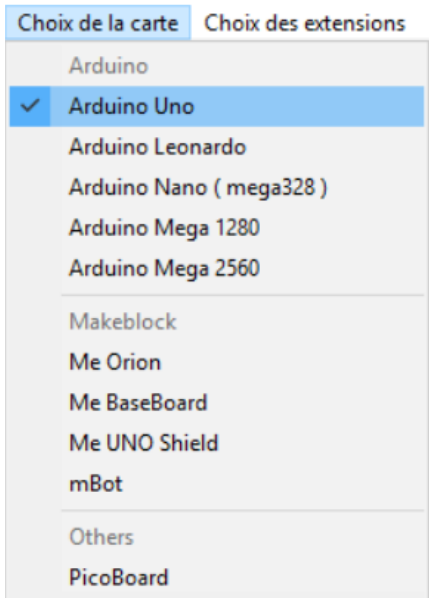 Choix de la carte Choix des extensions
Arduino
Arduino Uno
Arduino Leonardo
Arduino Nano ( mega328 )
Arduino Mega 1280
Arduino Mega 2560
Makeblock
Me Orion
Me BaseBoard
Me UNO Shield
mBot
Others
PicoBoard